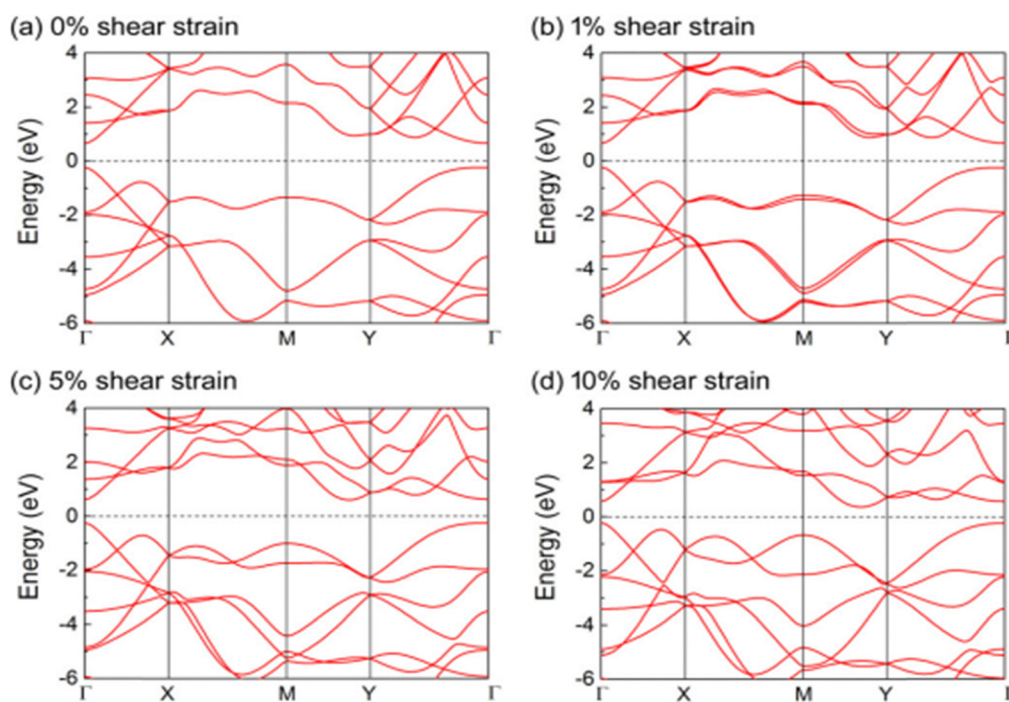 (a) 0% shear strain
4
2
0
-2
-4
-6
Energy (eV)
Γ X M Y Γ
(b) 1% shear strain
4
2
0
-2
-4
-6
Energy (eV)
Γ X M Y
(c) 5% shear strain
4
2
0
-2
-4
-6
Energy (eV)
Γ X M Y Γ
(d) 10% shear strain
4
2
0
-2
-4
-6
Energy (eV)
Γ X M Y